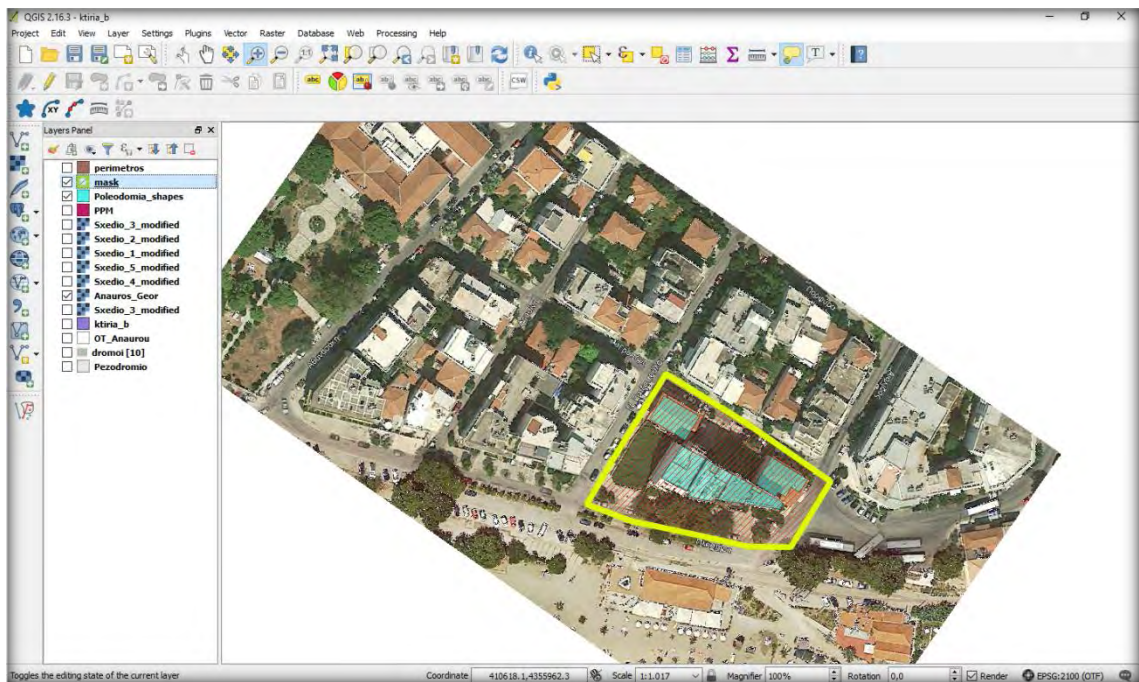 QGIS 2.16.3 - ktiria_b
Project Edit View Layer Settings Plugins Vector Raster Database Web Processing Help
CSW
XY
Layers Panel
perimetros
mask
Poleodomia_shapes
PPM
Sxedio_3_modified
Sxedio_2_modified
Sxedio_1_modified
Sxedio_5_modified
Sxedio_4_modified
Anauros_Geor
Sxedio_3_modified
ktiria_b
OT_Anaurou
dromoi [10]
Pezodromio
Toggles the editing state of the current layer
Coordinate 410618.1,4355962.3 Scale 1:1.017 Magnifier 100% Rotation 0,0 Render EPSG:2100 (OTF)